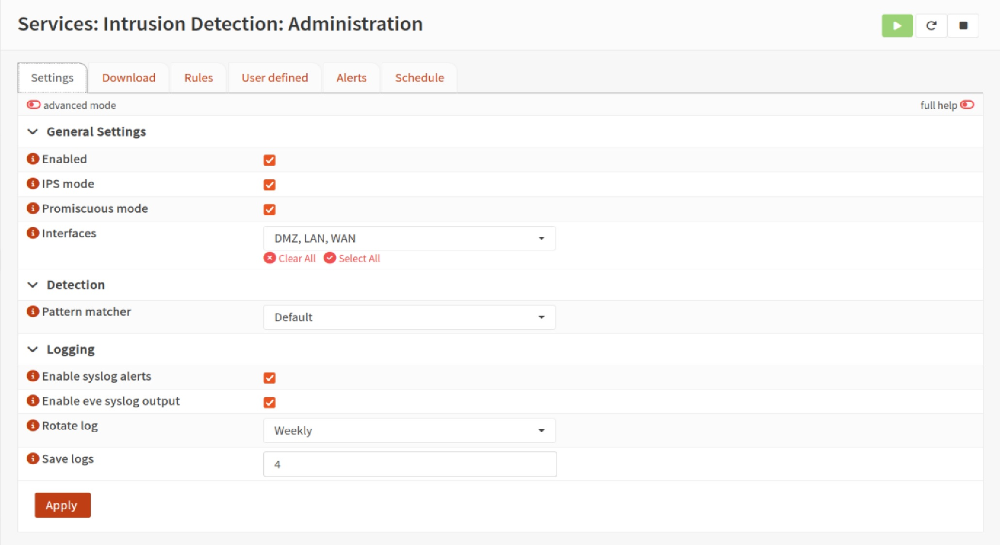 Services: Intrusion Detection: Administration
Settings Download Rules User defined Alerts Schedule
advanced mode full help
General Settings
Enabled
IPS mode
Promiscuous mode
Interfaces DMZ, LAN, WAN
Clear All Select All
Detection
Pattern matcher Default
Logging
Enable syslog alerts
Enable eve syslog output
Rotate log Weekly
Save logs 4
Apply